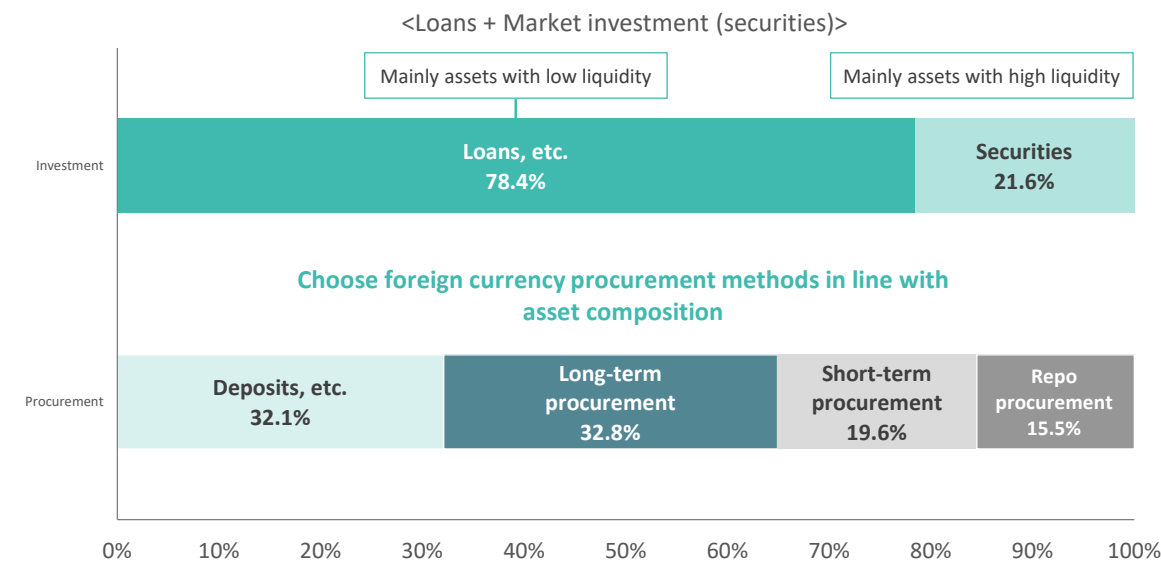 <Loans + Market investment (securities)>
Mainly assets with low liquidity
Mainly assets with high liquidity
Investment
Loans, etc.
78.4%
Securities
21.6%
Choose foreign currency procurement methods in line with
asset composition
Procurement
Deposits, etc.
32.1%
Long-term
procurement
32.8%
Short-term
procurement
19.6%
Repo
procurement
15.5%
0% 10% 20% 30% 40% 50% 60% 70% 80% 90% 100%